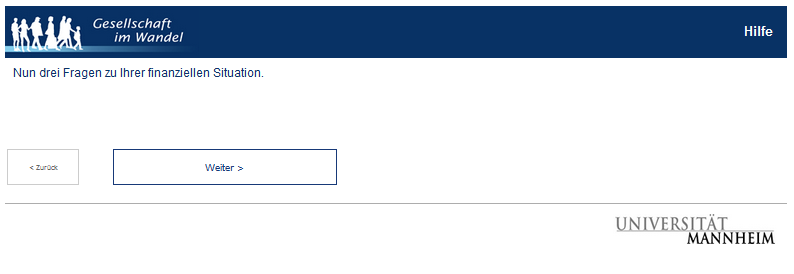 Gesellschaft
im Wandel
Hilfe
Nun drei Fragen zu Ihrer finanziellen Situation.
< Zurück
Weiter >
UNIVERSITÄT
MANNHEIM